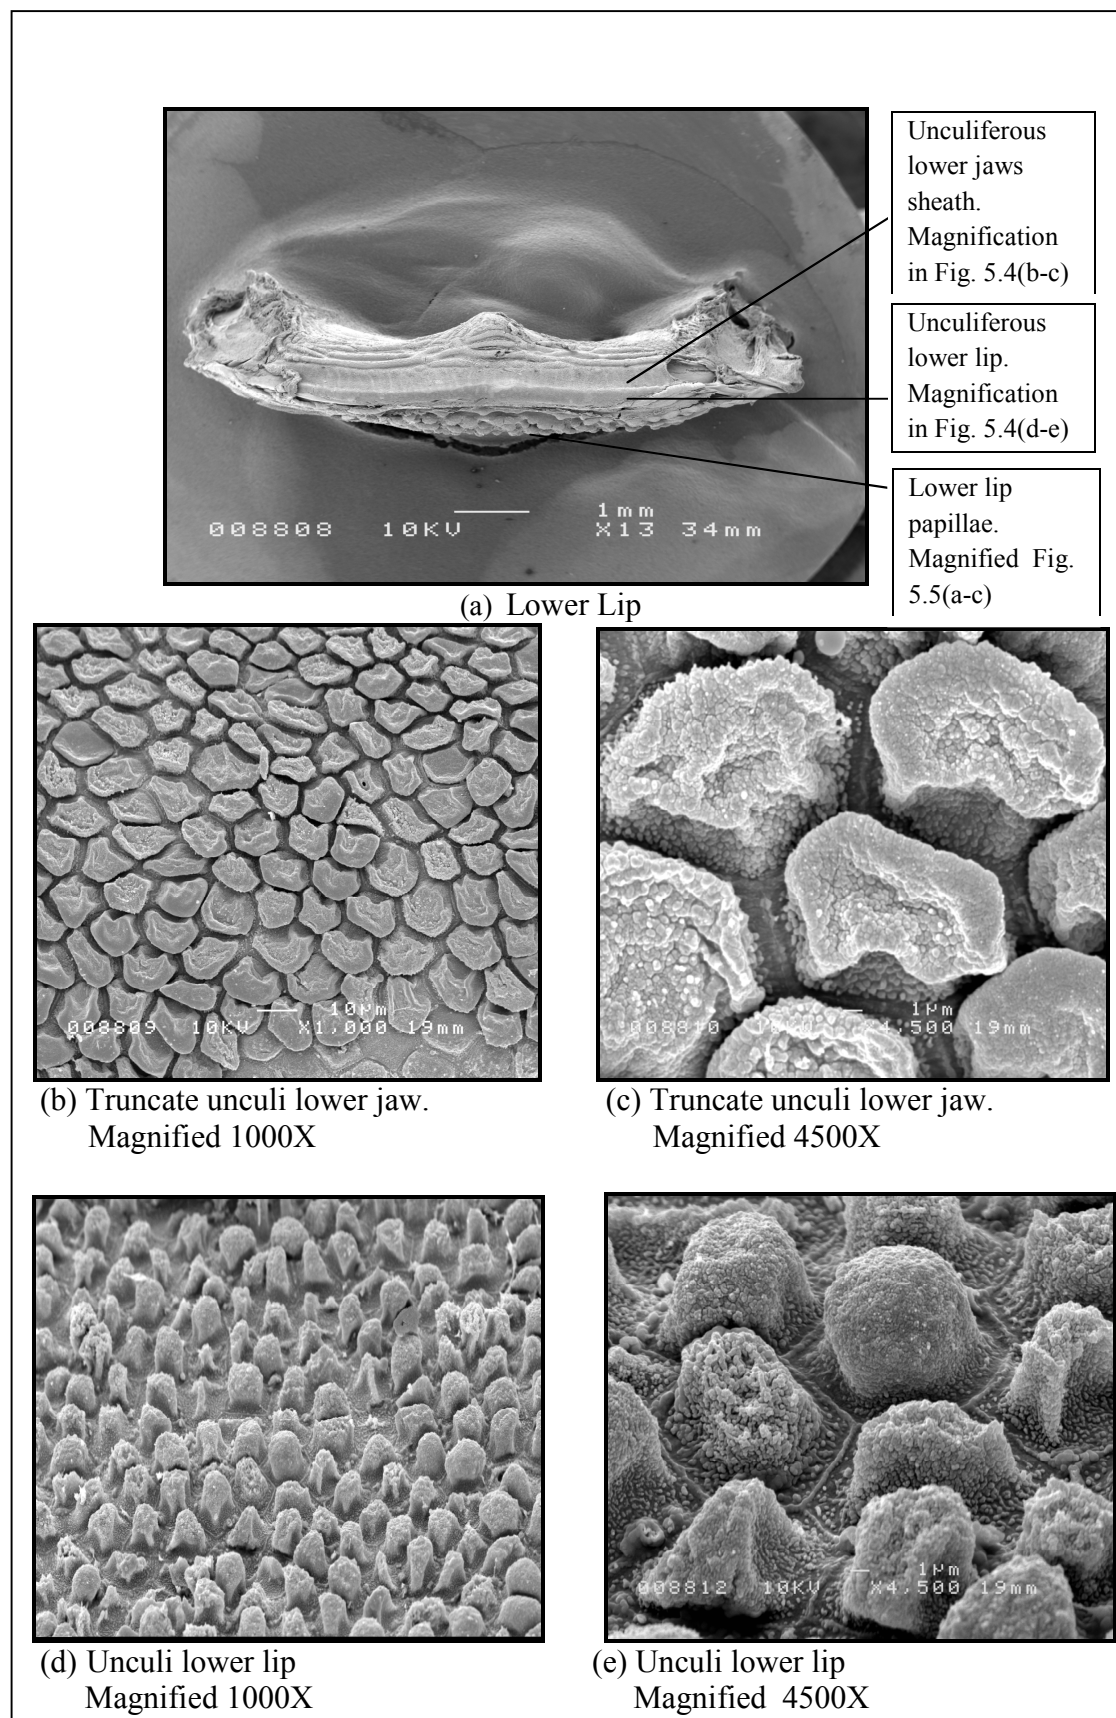 Unculiferous
lower jaws
sheath.
Magnification
in Fig. 5.4(b-c)
Unculiferous
lower lip.
Magnification
in Fig. 5.4(d-e)
Lower lip
papillae.
Magnified Fig.
5.5(a-c)
1mm
008808 10KV X13 34mm
(a) Lower Lip
10µm
008809 10KV X1,000 19mm
1µm
008810 10KV X4,500 19mm
(b) Truncate unculi lower jaw.
Magnified 1000X
(c) Truncate unculi lower jaw.
Magnified 4500X
1µm
008812 10KV X4,500 19mm
(d) Unculi lower lip
Magnified 1000X
(e) Unculi lower lip
Magnified 4500X